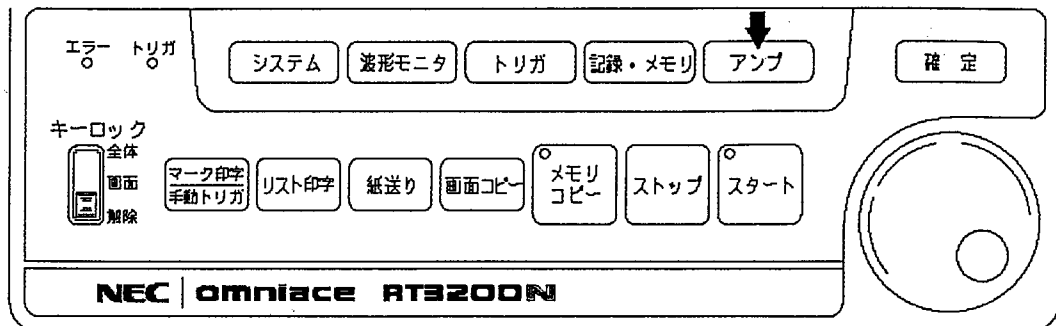 エラー トリガ
システム 波形モニタ トリガ 記録・メモリ アンプ 確定
キーロック
全体
画面
解除
マーク印字
手動トリガ
リスト印字 紙送り 画面コピー メモリ
コピー
ストップ スタート
NEC omniace RT3200N